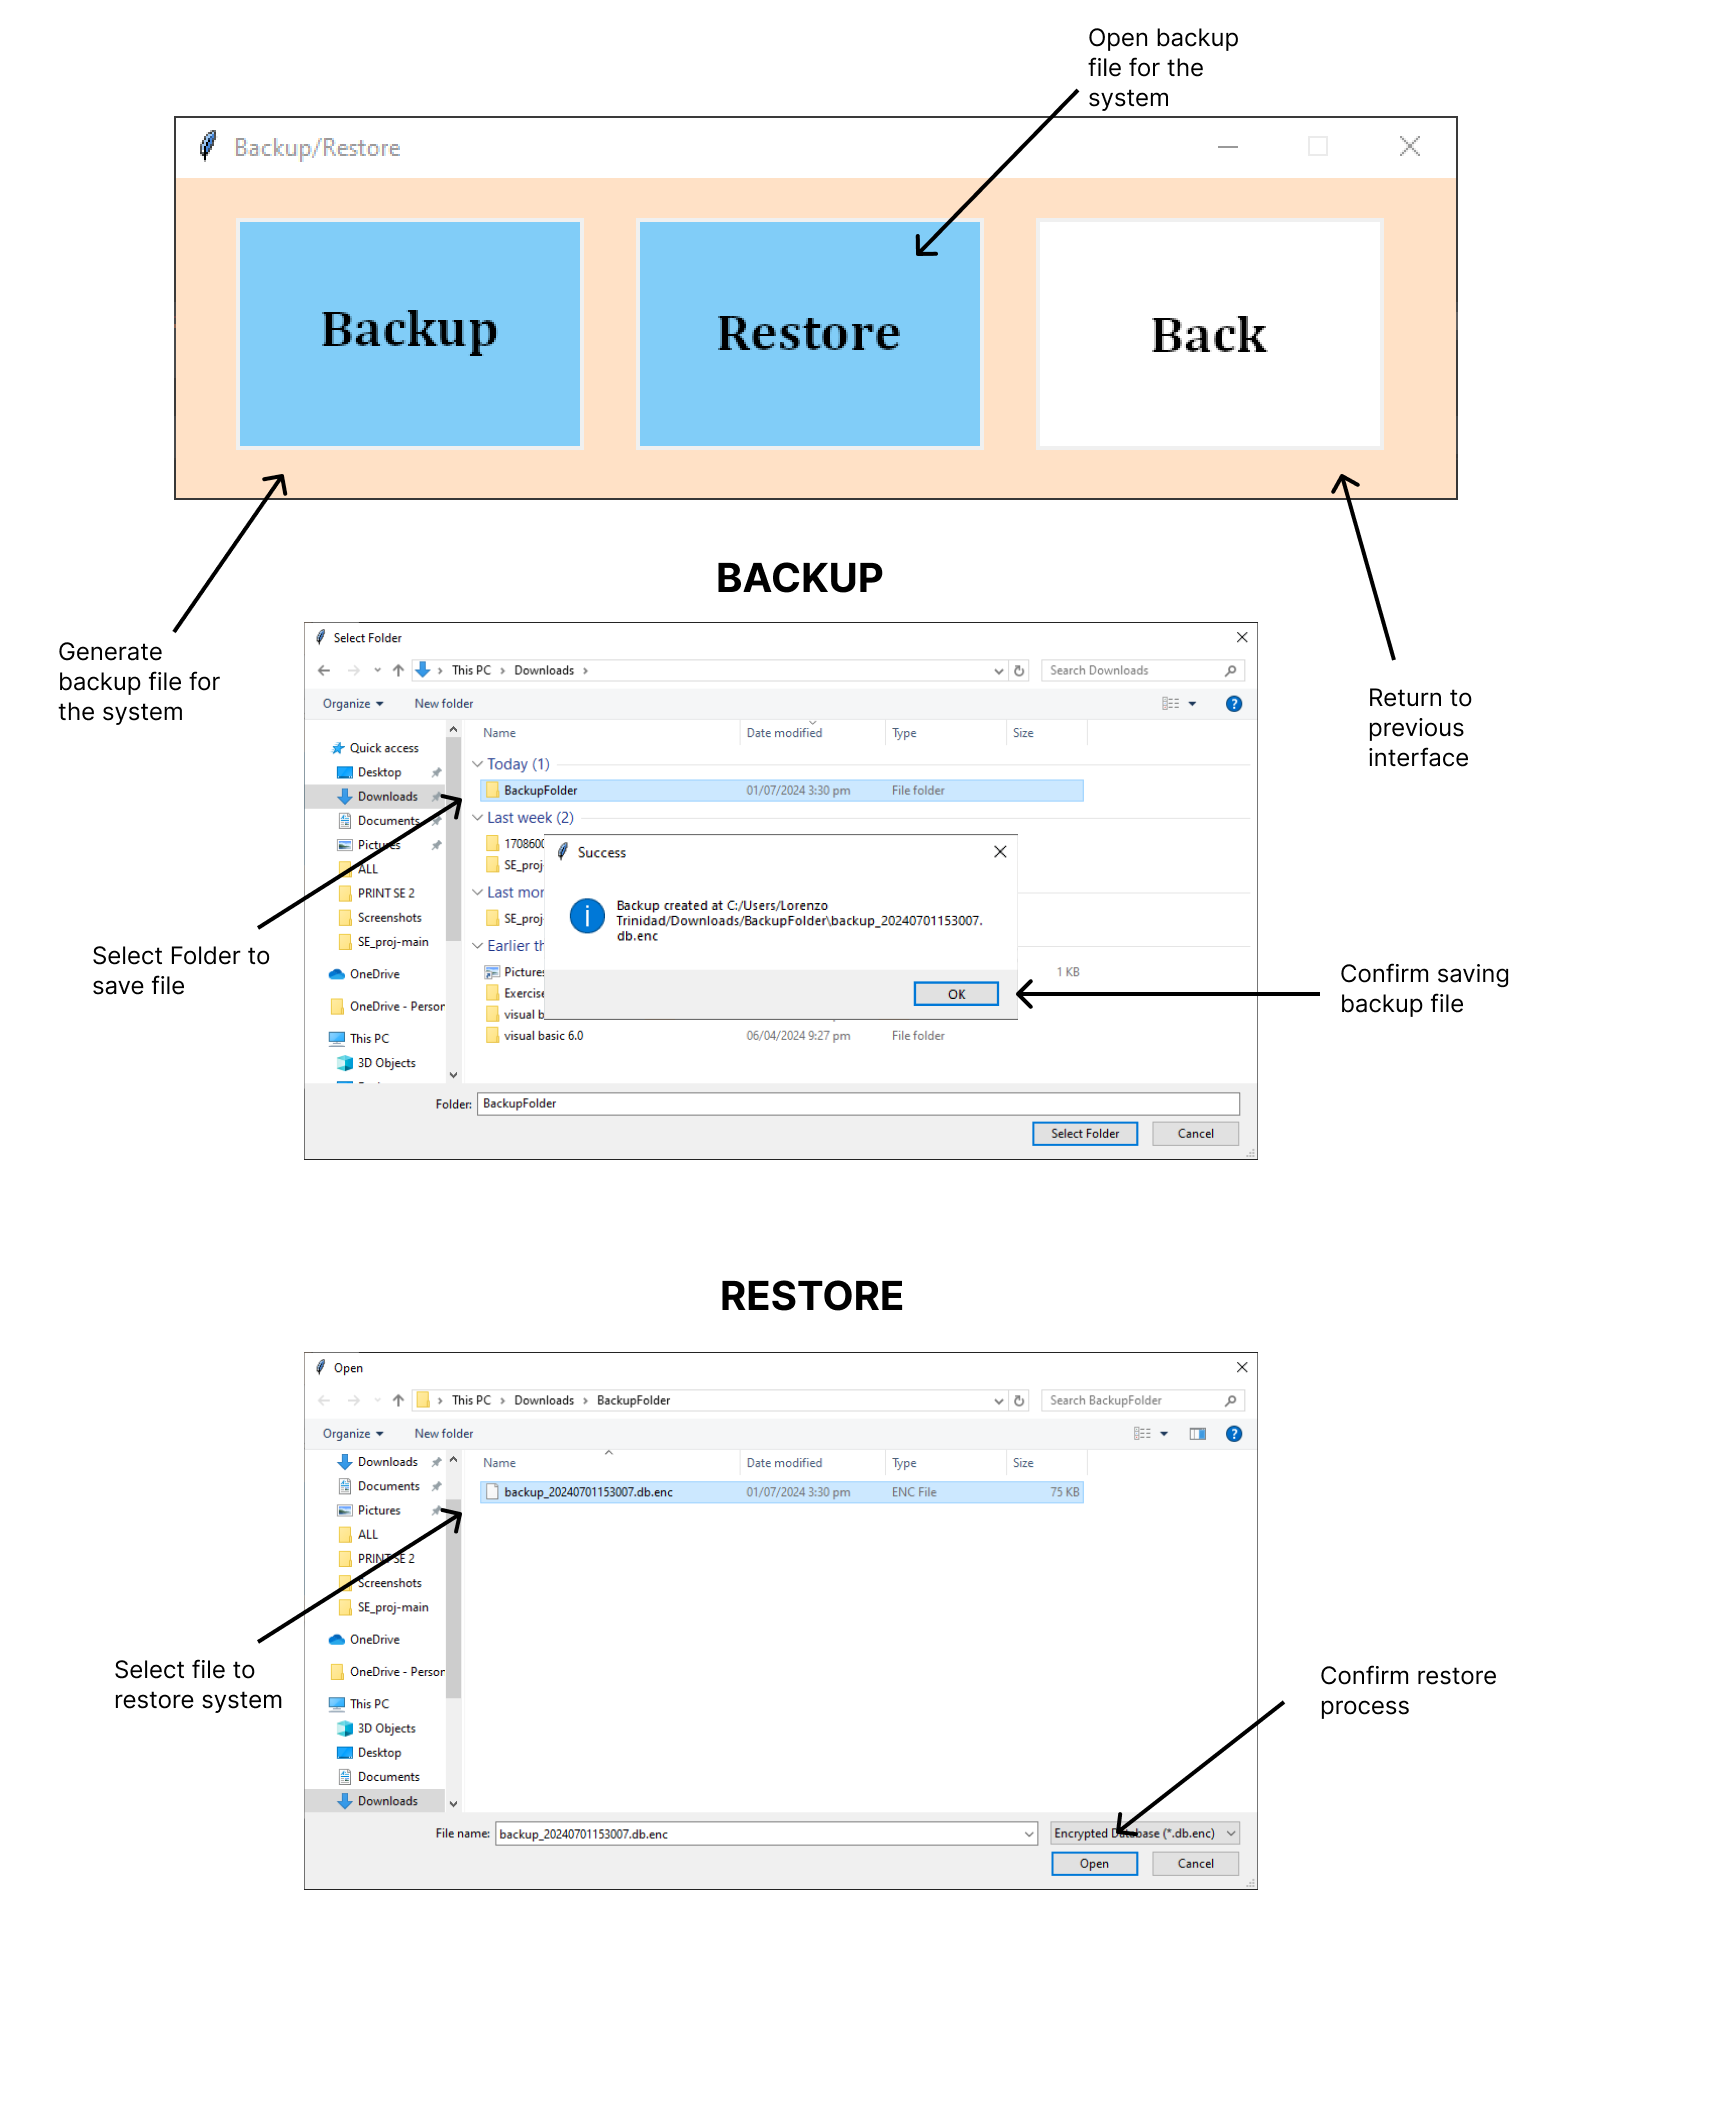 Open backup
file for the
system
Backup/Restore
Backup
Restore
Back
Generate
backup file for
the system
Return to
previous
interface
BACKUP
Select Folder
This PC > Downloads >
Search Downloads
Organize
New folder
Name
Date modified
Type
Size
Quick access
Desktop
Downloads
Documents
Pictures
ALL
PRINT SE 2
Screenshots
SE_proj-main
OneDrive
OneDrive - Person
This PC
3D Objects
Today (1)
BackupFolder
01/07/2024 3:30 pm
File folder
Last week (2)
170860
SE_proj
Last mor
SE_proj
Earlier th
Pictures
1 KB
Exercise
visual b
visual basic 6.0
06/04/2024 9:27 pm
File folder
Success
Backup created at C:/Users/Lorenzo
Trinidad/Downloads/BackupFolder\backup_20240701153007.
db.enc
OK
Folder:
BackupFolder
Select Folder
Cancel
Select Folder to
save file
Confirm saving
backup file
RESTORE
Open
This PC > Downloads > BackupFolder
Search BackupFolder
Organize
New folder
Name
Date modified
Type
Size
Downloads
Documents
Pictures
ALL
PRINT SE 2
Screenshots
SE_proj-main
OneDrive
OneDrive - Person
This PC
3D Objects
Desktop
Documents
Downloads
backup_20240701153007.db.enc
01/07/2024 3:30 pm
ENC File
75 KB
File name:
backup_20240701153007.db.enc
Encrypted Database (*.db.enc)
Open
Cancel
Select file to
restore system
Confirm restore
process